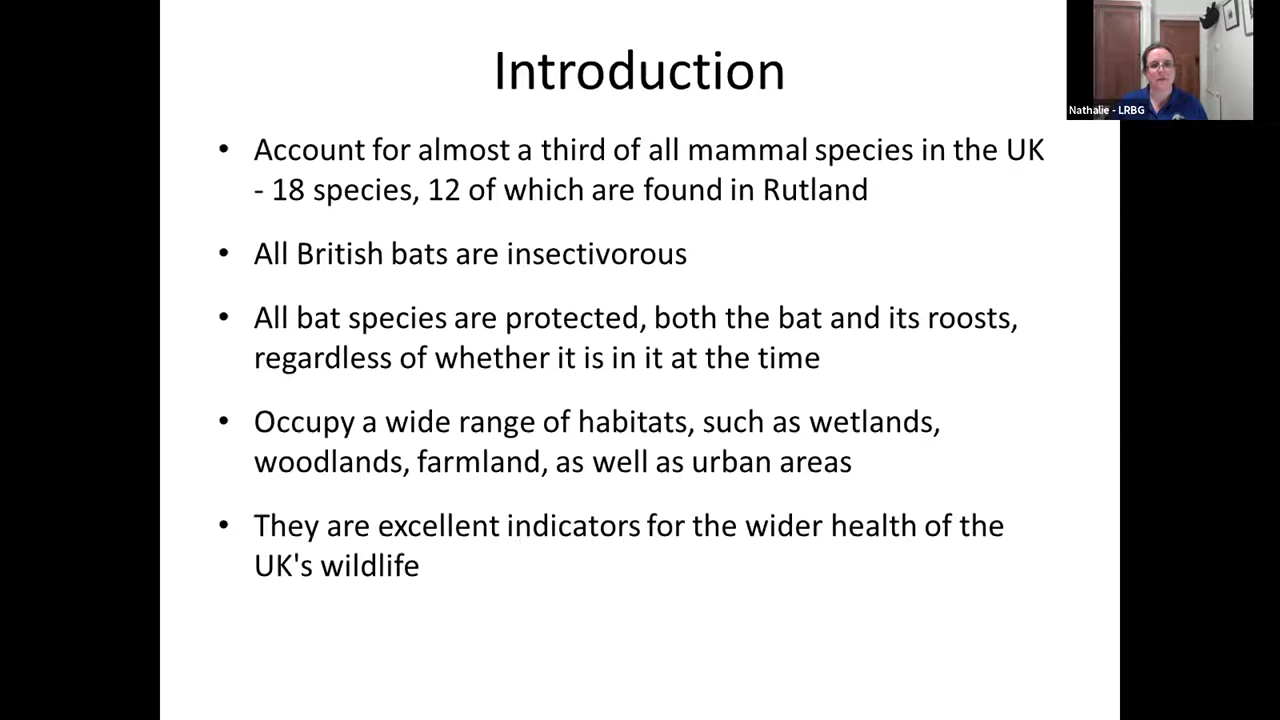 Introduction
Nathalie - LRBG
• Account for almost a third of all mammal species in the UK
- 18 species, 12 of which are found in Rutland
• All British bats are insectivorous
• All bat species are protected, both the bat and its roosts,
regardless of whether it is in it at the time
• Occupy a wide range of habitats, such as wetlands,
woodlands, farmland, as well as urban areas
• They are excellent indicators for the wider health of the
UK's wildlife